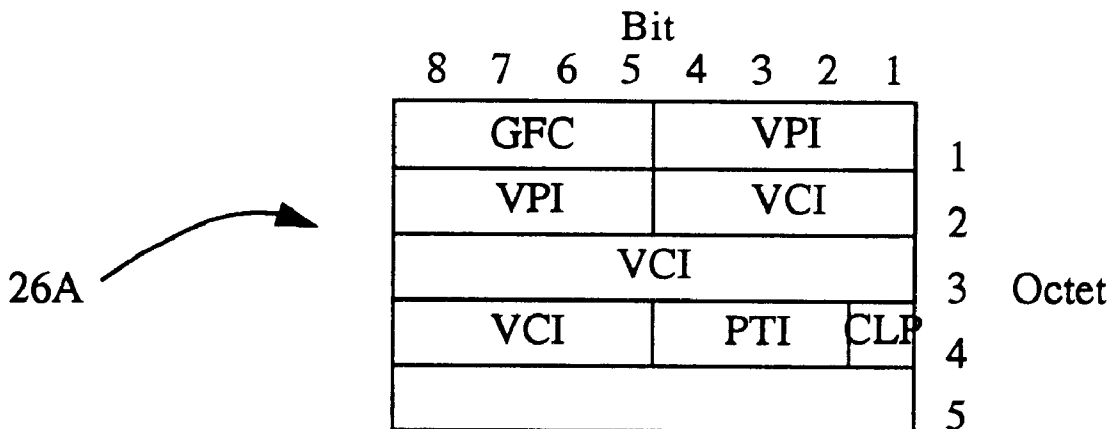 Bit
8 7 6 5 4 3 2 1
GFC VPI 1
VPI VCI 2
26A VCI 3 Octet
VCI PTI CLP 4
5